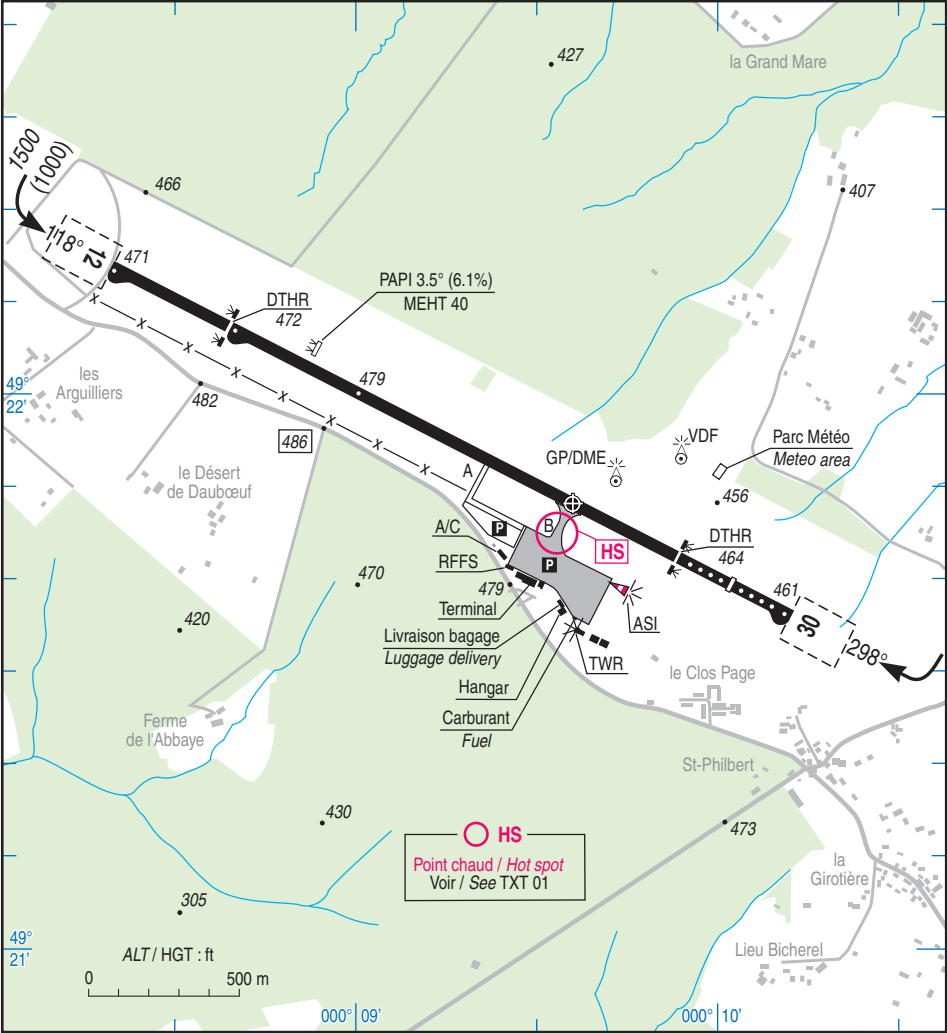 427
la Grand Mare
1500
(1000)
466
407
118°
12
471
PAPI 3.5° (6.1%)
MEHT 40
DTHR
472
479
les
Arguilliers
49°
22'
482
486
le Désert
de Daubœuf
A
GP/DME
VDF
Parc Météo
Meteo area
456
A/C
P
B
HS
DTHR
464
RFFS
P
470
479
461
Terminal
ASI
30
420
Livraison bagage
Luggage delivery
TWR
298°
Hangar
le Clos Page
Carburant
Fuel
Ferme
de l'Abbaye
St-Philbert
430
473
HS
Point chaud / Hot spot
Voir / See TXT 01
la
Girotière
305
49°
21'
ALT / HGT : ft
0 500 m
Lieu Bicherel
000° 09'
000° 10'